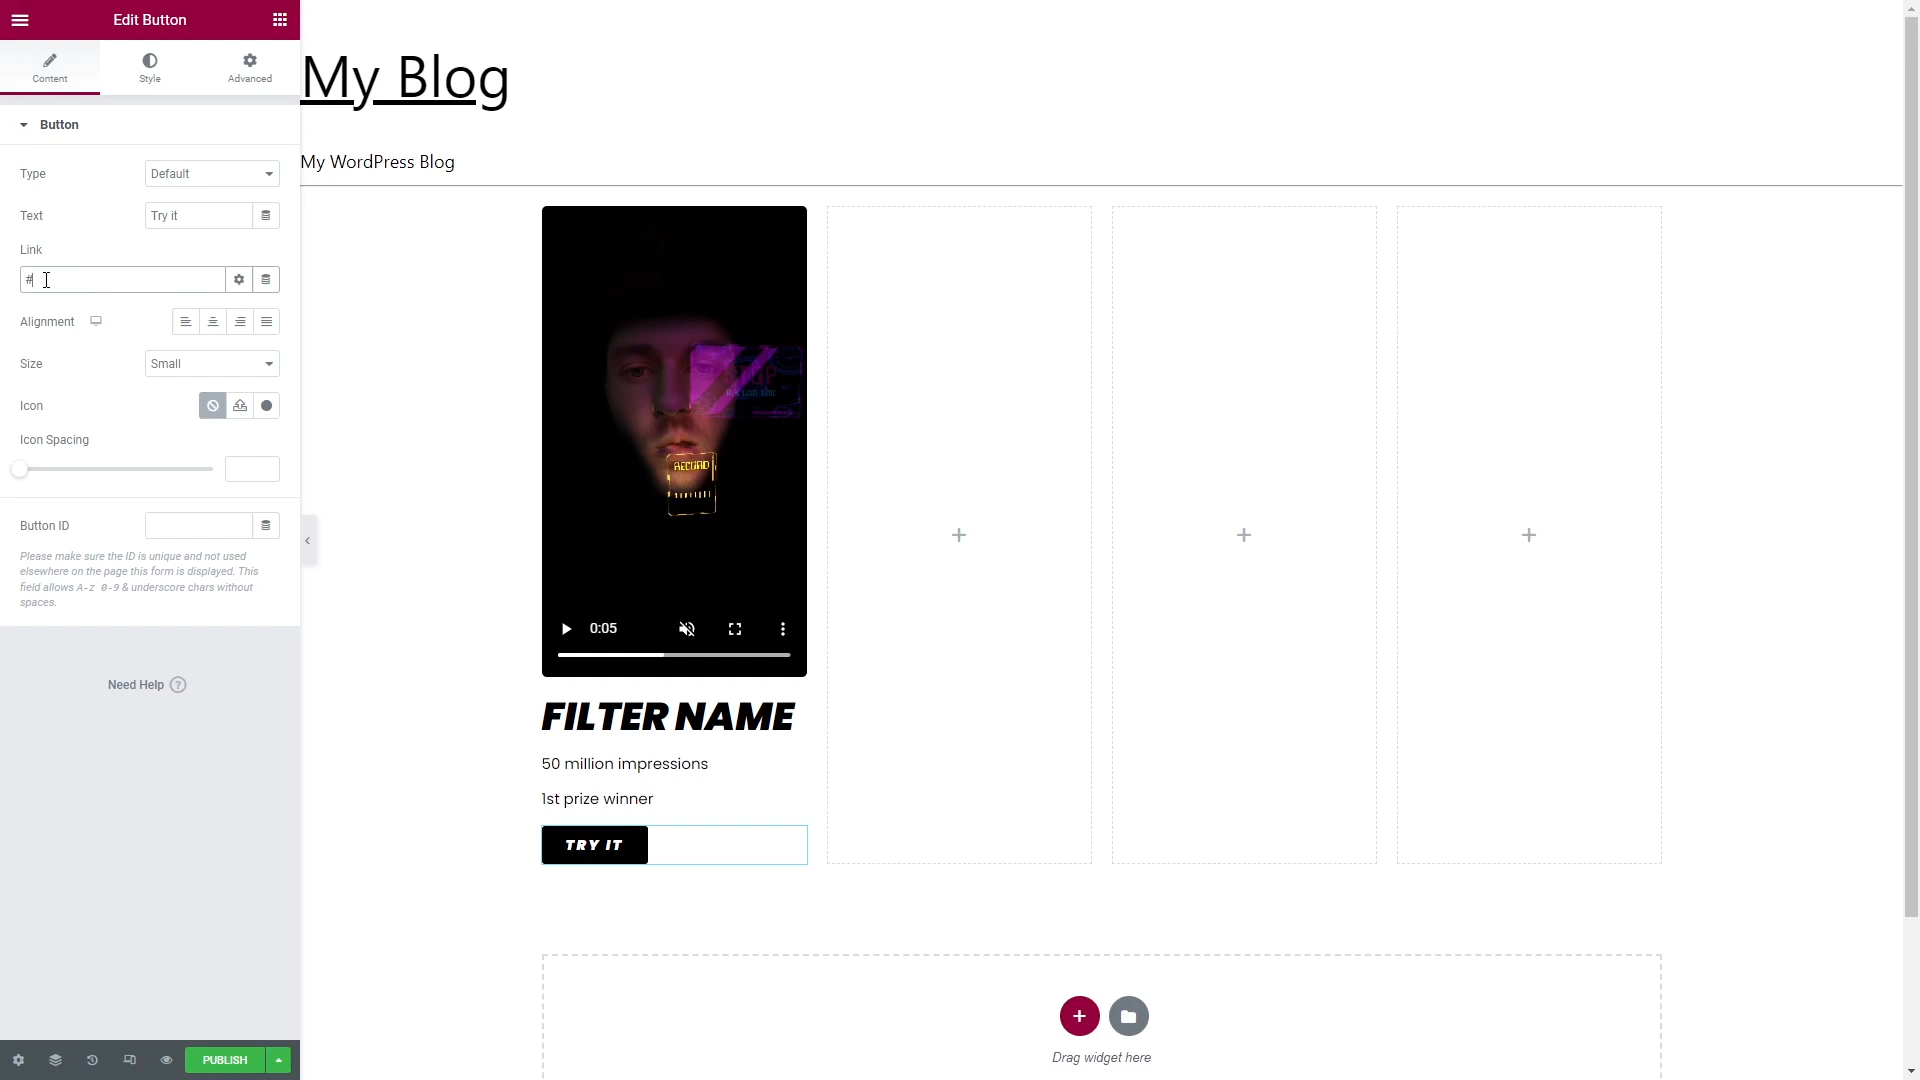 Edit Button
Content
Style
Advanced
Button
Type
Default
Text
Try it
Link
#
Alignment
Size
Small
Icon
Icon Spacing
Button ID
Please make sure the ID is unique and not used
elsewhere on the page this form is displayed. This
field allows A-z 0-9 & underscore chars without
spaces.
Need Help ?
PUBLISH
My Blog
My WordPress Blog
STOP
RECORD
0:05
FILTER NAME
50 million impressions
1st prize winner
TRY IT
Drag widget here